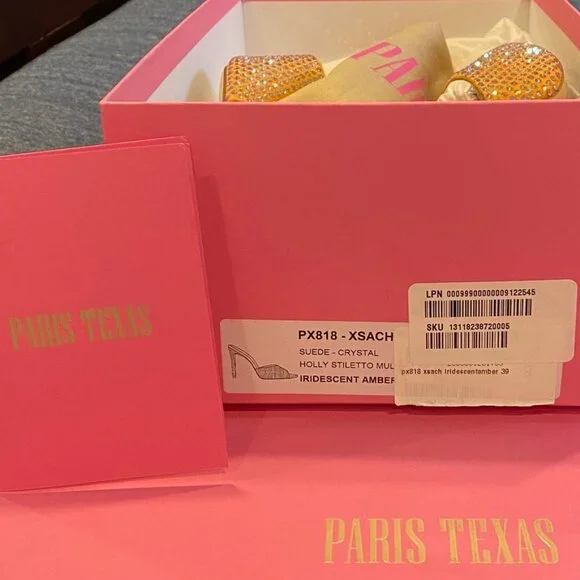 PARIS
PARIS TEXAS
LPN 00099900000009122545
SKU 13118238720005
PX818 - XSACH
SUEDE - CRYSTAL
HOLLY STILETTO MUL
IRIDESCENT AMBER
px818 xsach iridescentamber 39
PARIS TEXAS